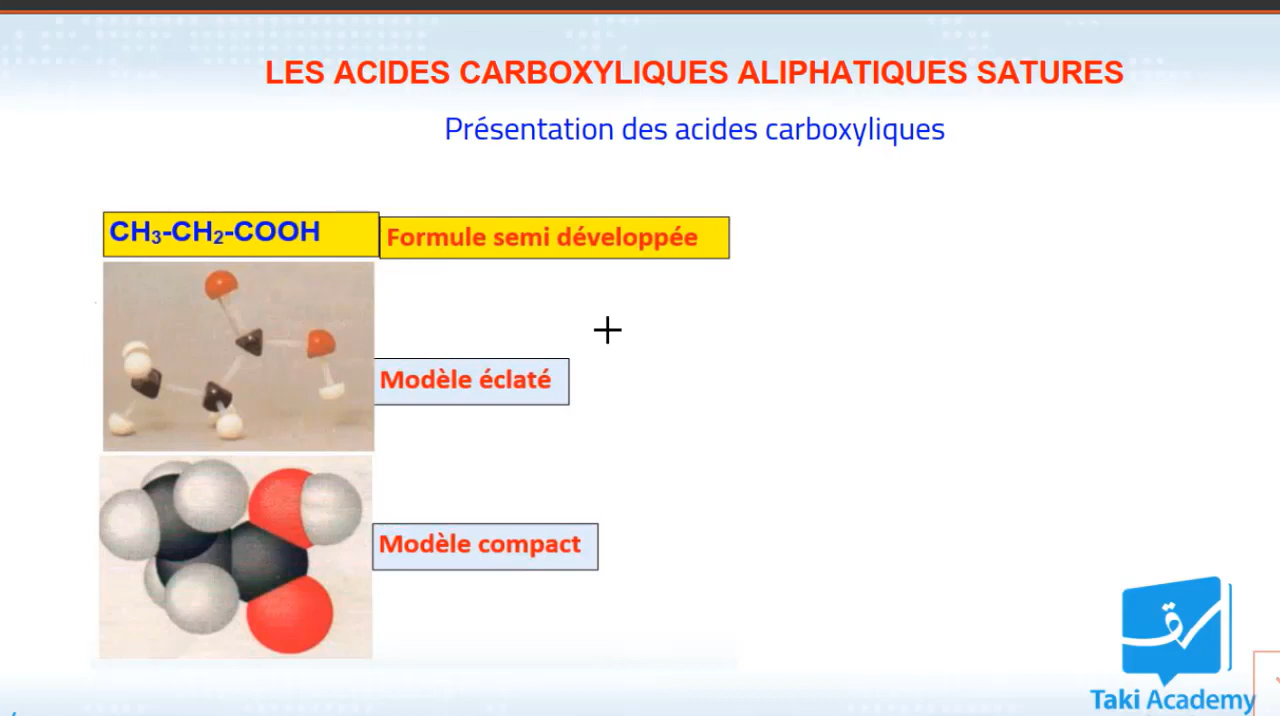 LES ACIDES CARBOXYLIQUES ALIPHATIQUES SATURES
Présentation des acides carboxyliques
CH₃-CH₂-COOH
Formule semi développée
Modèle éclaté
Modèle compact
Taki Academy